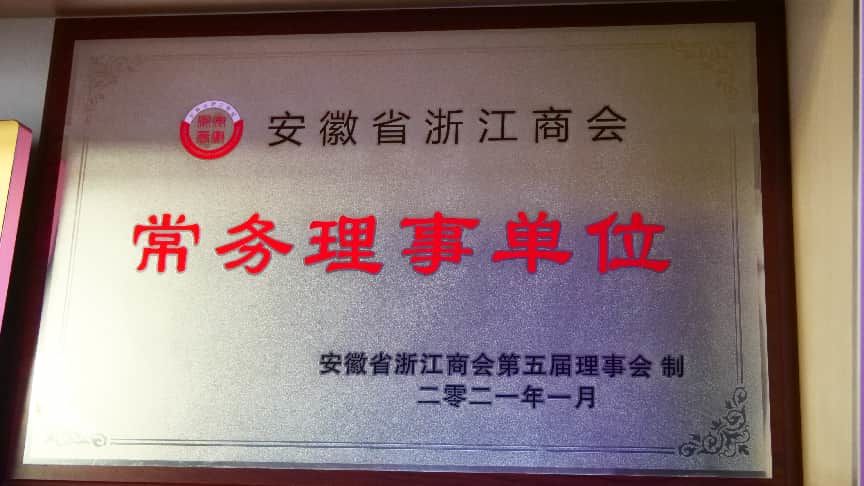 安徽省浙江商会
常务理事单位
安徽省浙江商会第五届理事会 制
二零二一年一月